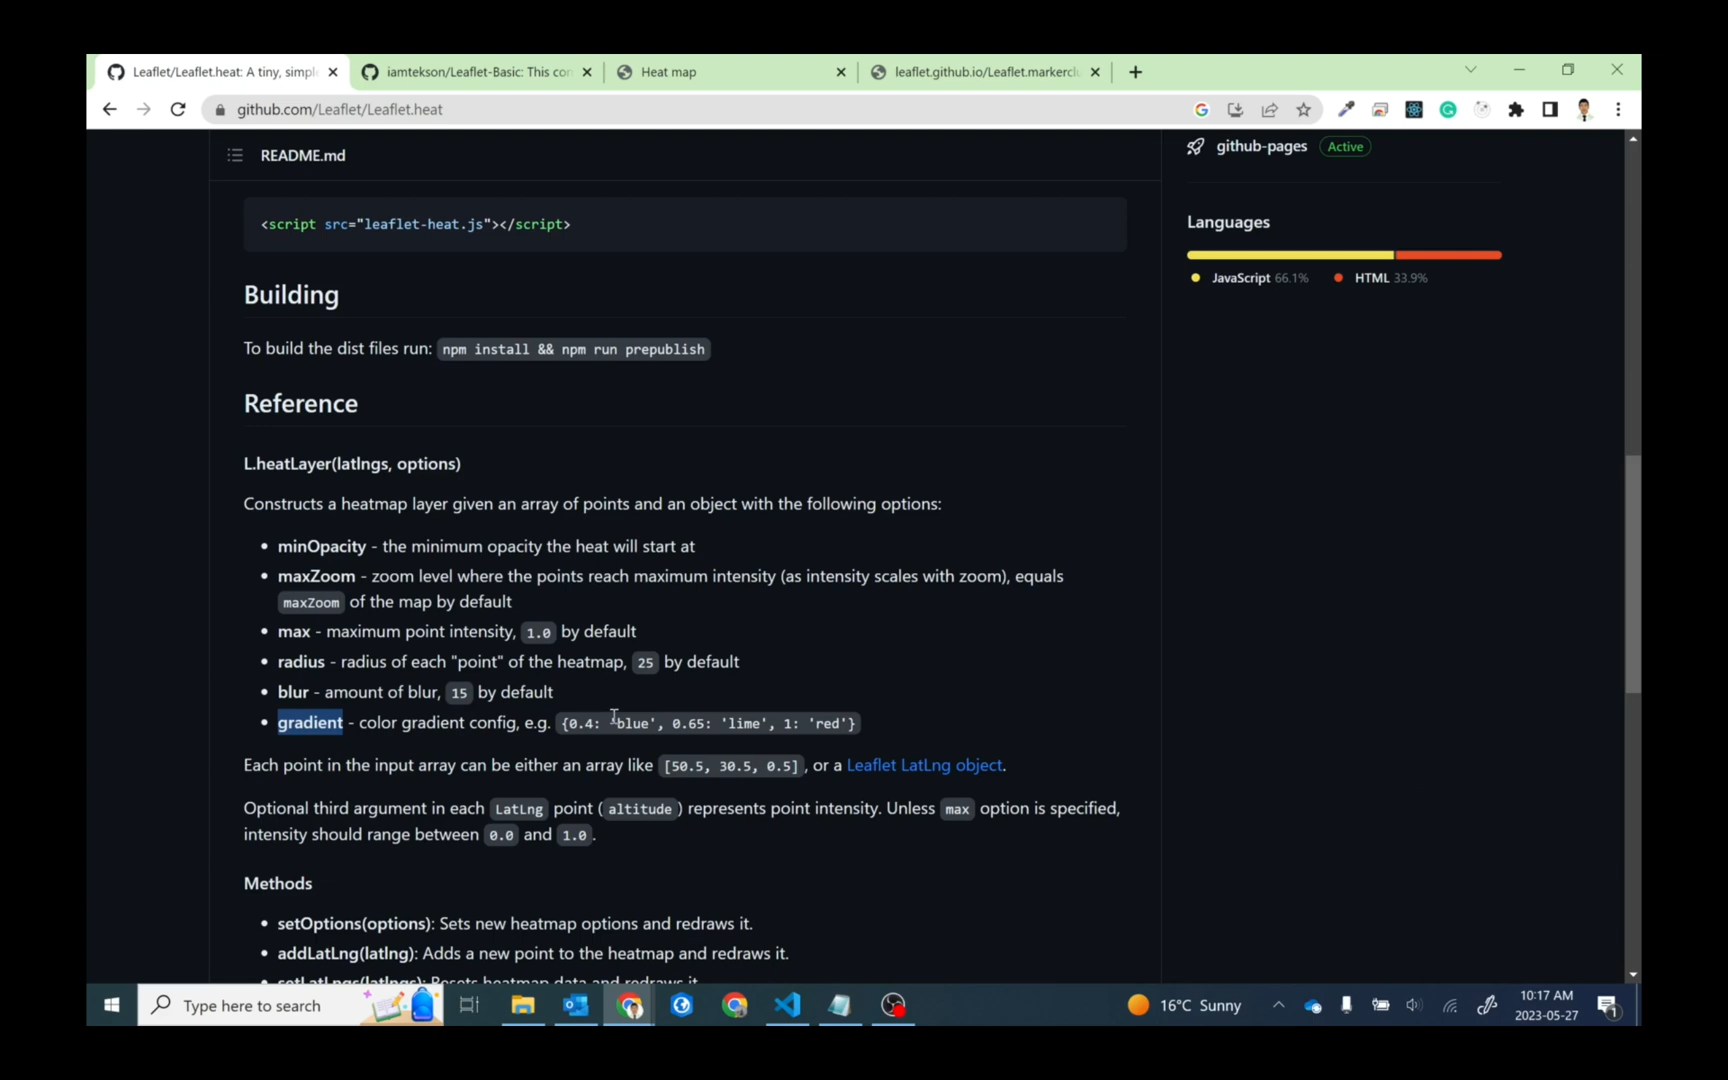 Leaflet/Leaflet.heat: A tiny, simpl
iamtekson/Leaflet-Basic: This con
Heat map
leaflet.github.io/Leaflet.markerclu
github.com/Leaflet/Leaflet.heat
README.md
github-pages Active
<script src="leaflet-heat.js"></script>
Languages
JavaScript 66.1% HTML 33.9%
Building
To build the dist files run: npm install && npm run prepublish
Reference
L.heatLayer(latlngs, options)
Constructs a heatmap layer given an array of points and an object with the following options:
• minOpacity - the minimum opacity the heat will start at
• maxZoom - zoom level where the points reach maximum intensity (as intensity scales with zoom), equals
maxZoom of the map by default
• max - maximum point intensity, 1.0 by default
• radius - radius of each "point" of the heatmap, 25 by default
• blur - amount of blur, 15 by default
• gradient - color gradient config, e.g. {0.4: 'blue', 0.65: 'lime', 1: 'red'}
Each point in the input array can be either an array like [50.5, 30.5, 0.5], or a Leaflet LatLng object.
Optional third argument in each LatLng point (altitude) represents point intensity. Unless max option is specified,
intensity should range between 0.0 and 1.0.
Methods
• setOptions(options): Sets new heatmap options and redraws it.
• addLatLng(latlng): Adds a new point to the heatmap and redraws it.
• setLatLngs(latlngs): Resets heatmap data and redraws it.
Type here to search
16°C Sunny
10:17 AM
2023-05-27
1